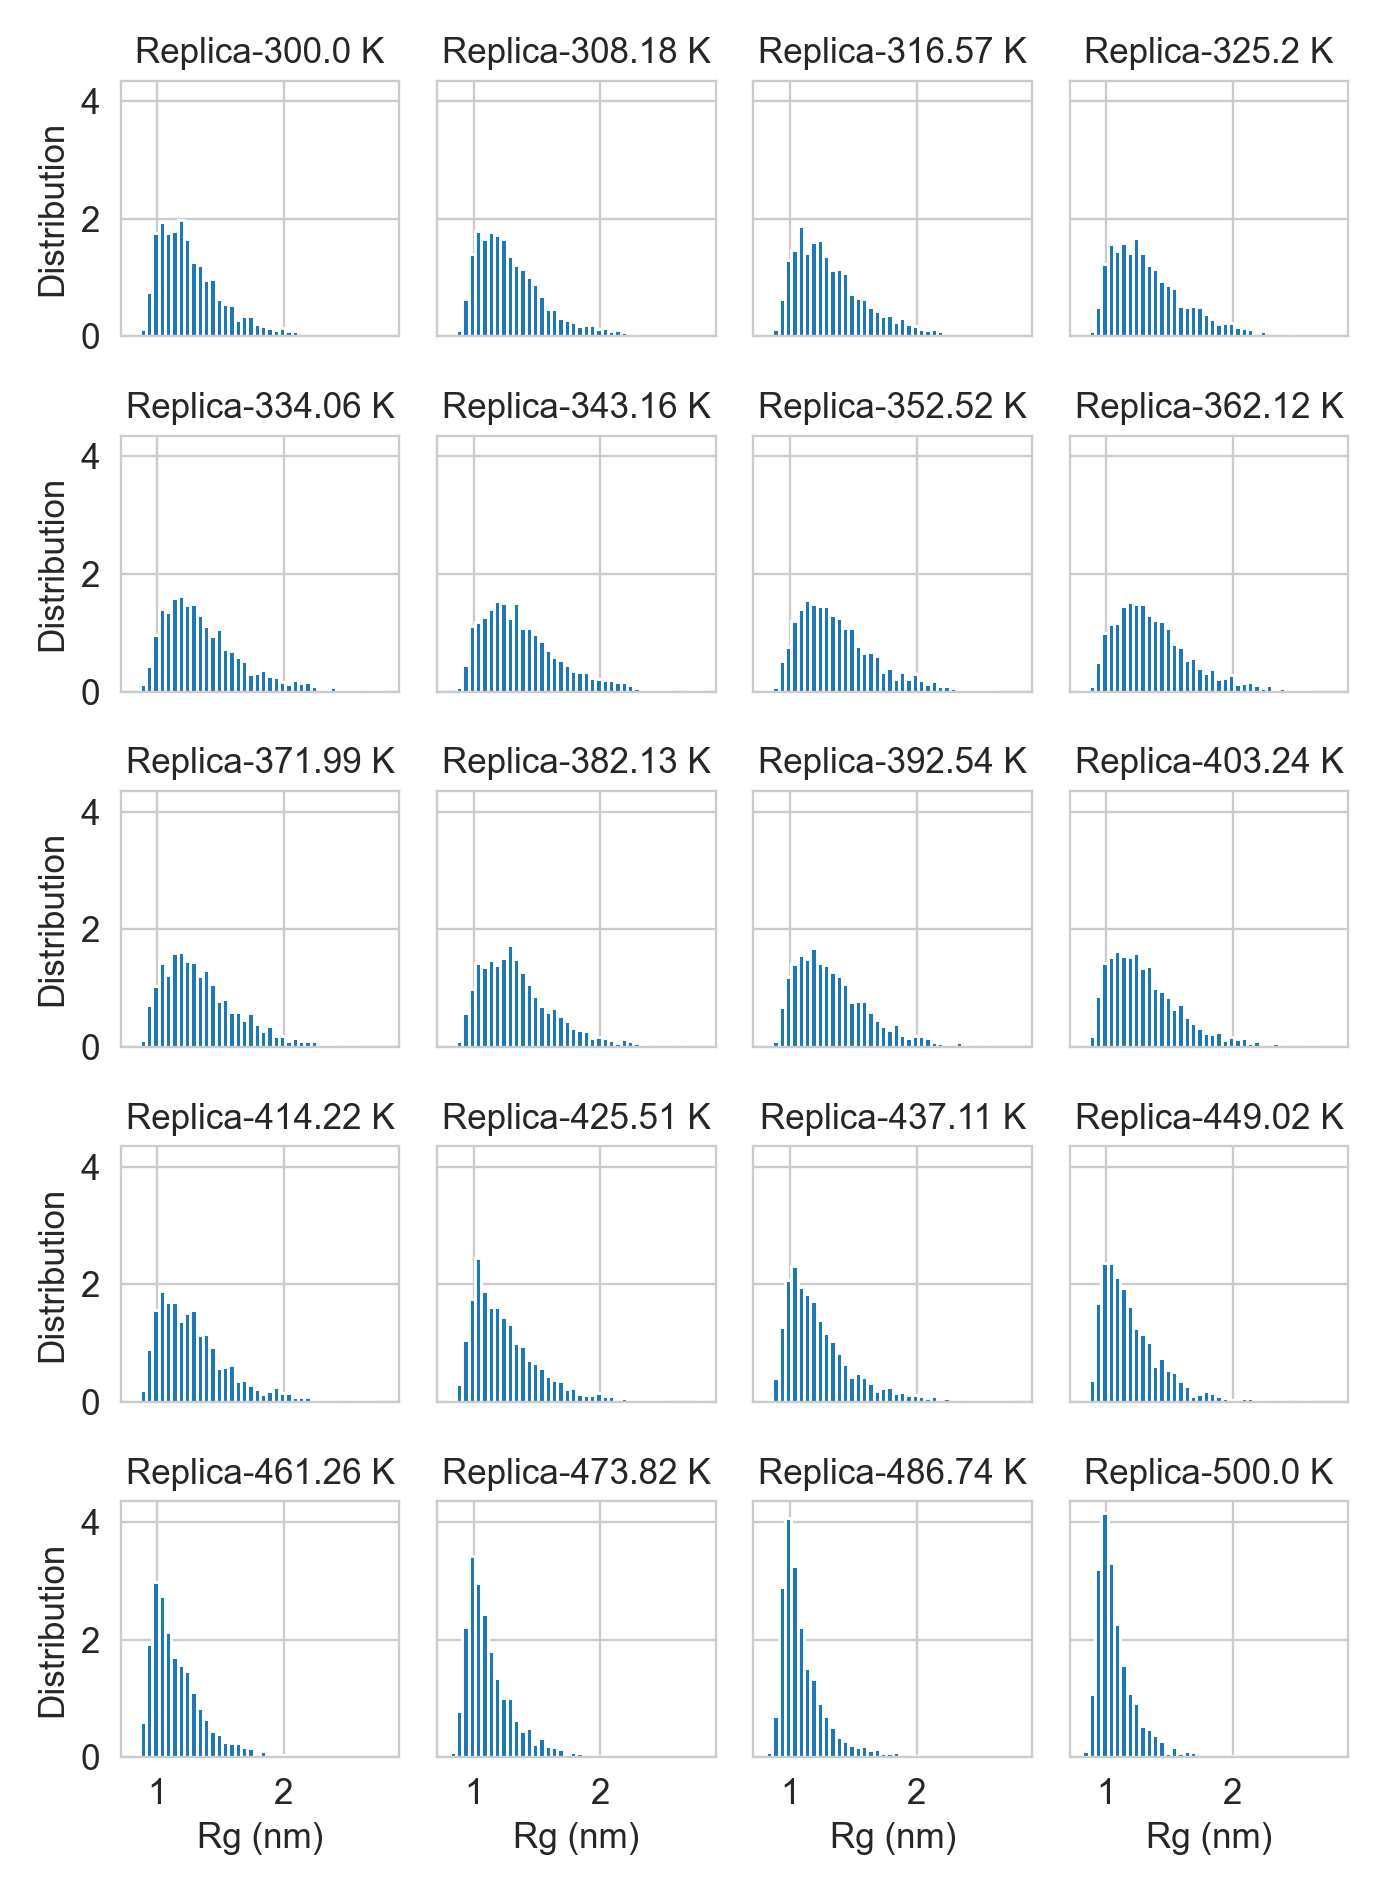 Replica-300.0 K Replica-308.18 K Replica-316.57 K Replica-325.2 K
4
2
0
Distribution
Replica-334.06 K Replica-343.16 K Replica-352.52 K Replica-362.12 K
4
2
0
Distribution
Replica-371.99 K Replica-382.13 K Replica-392.54 K Replica-403.24 K
4
2
0
Distribution
Replica-414.22 K Replica-425.51 K Replica-437.11 K Replica-449.02 K
4
2
0
Distribution
Replica-461.26 K Replica-473.82 K Replica-486.74 K Replica-500.0 K
4
2
0
Distribution
1 2 1 2 1 2 1 2
Rg (nm) Rg (nm) Rg (nm) Rg (nm)